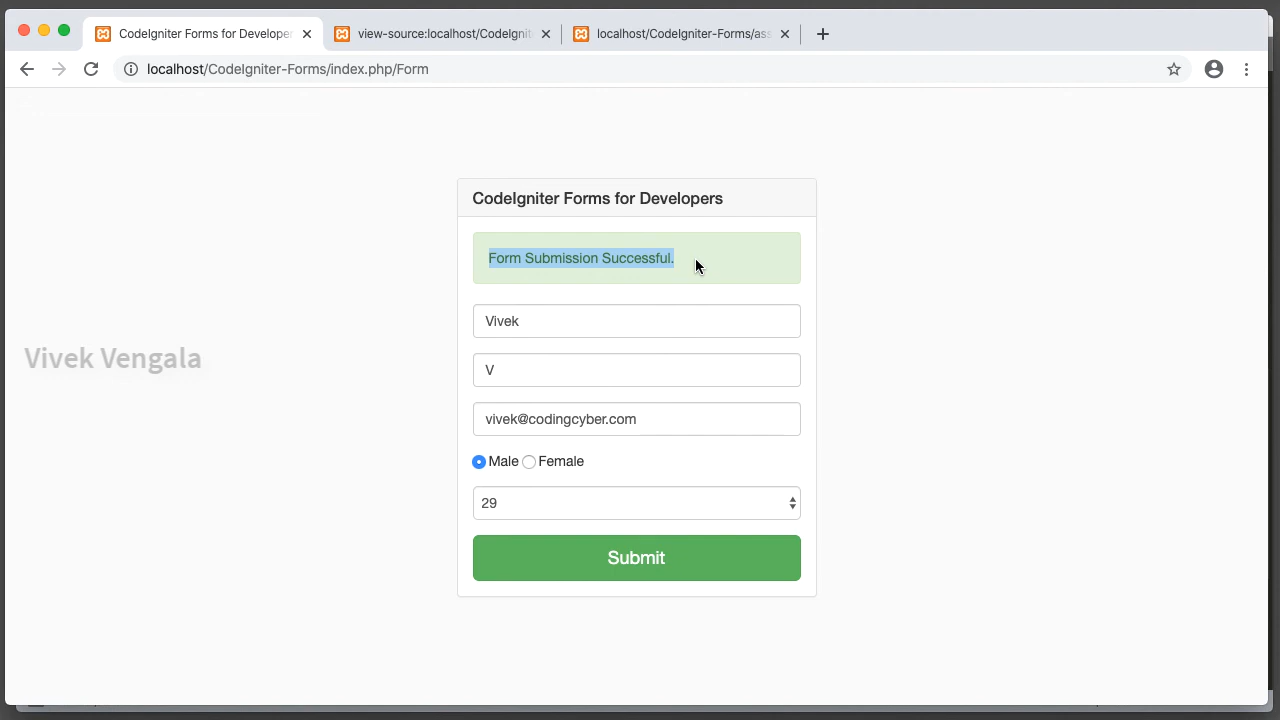 CodeIgniter Forms for Develope
view-source:localhost/CodeIgnit
localhost/CodeIgniter-Forms/as
localhost/CodeIgniter-Forms/index.php/Form
CodeIgniter Forms for Developers
Form Submission Successful.
Vivek
V
Vivek Vengala
vivek@codingcyber.com
Male Female
29
Submit